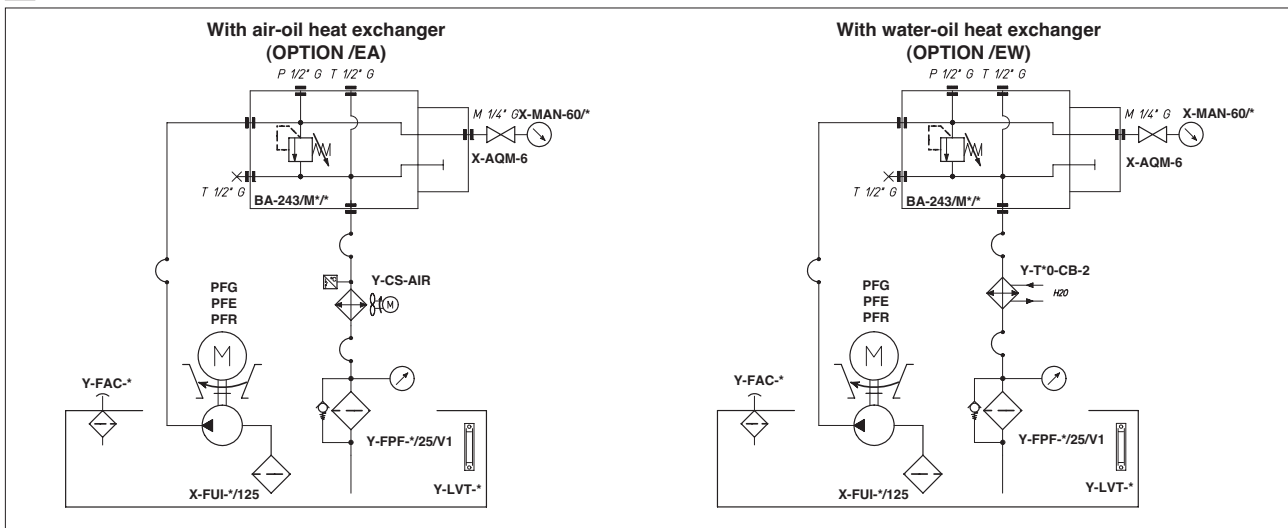 With air-oil heat exchanger
(OPTION /EA)
P 1/2" G T 1/2" G
M 1/4" G X-MAN-60/*
X-AQM-6
T 1/2" G
BA-243/M*/*
Y-CS-AIR
M
PFG
PFE
PFR
M
Y-FAC-*
Y-FPF-*/25/V1
X-FUI-*/125
Y-LVT-*
With water-oil heat exchanger
(OPTION /EW)
P 1/2" G T 1/2" G
M 1/4" G X-MAN-60/*
X-AQM-6
T 1/2" G
BA-243/M*/*
Y-T*0-CB-2
H2O
PFG
PFE
PFR
M
Y-FAC-*
Y-FPF-*/25/V1
X-FUI-*/125
Y-LVT-*